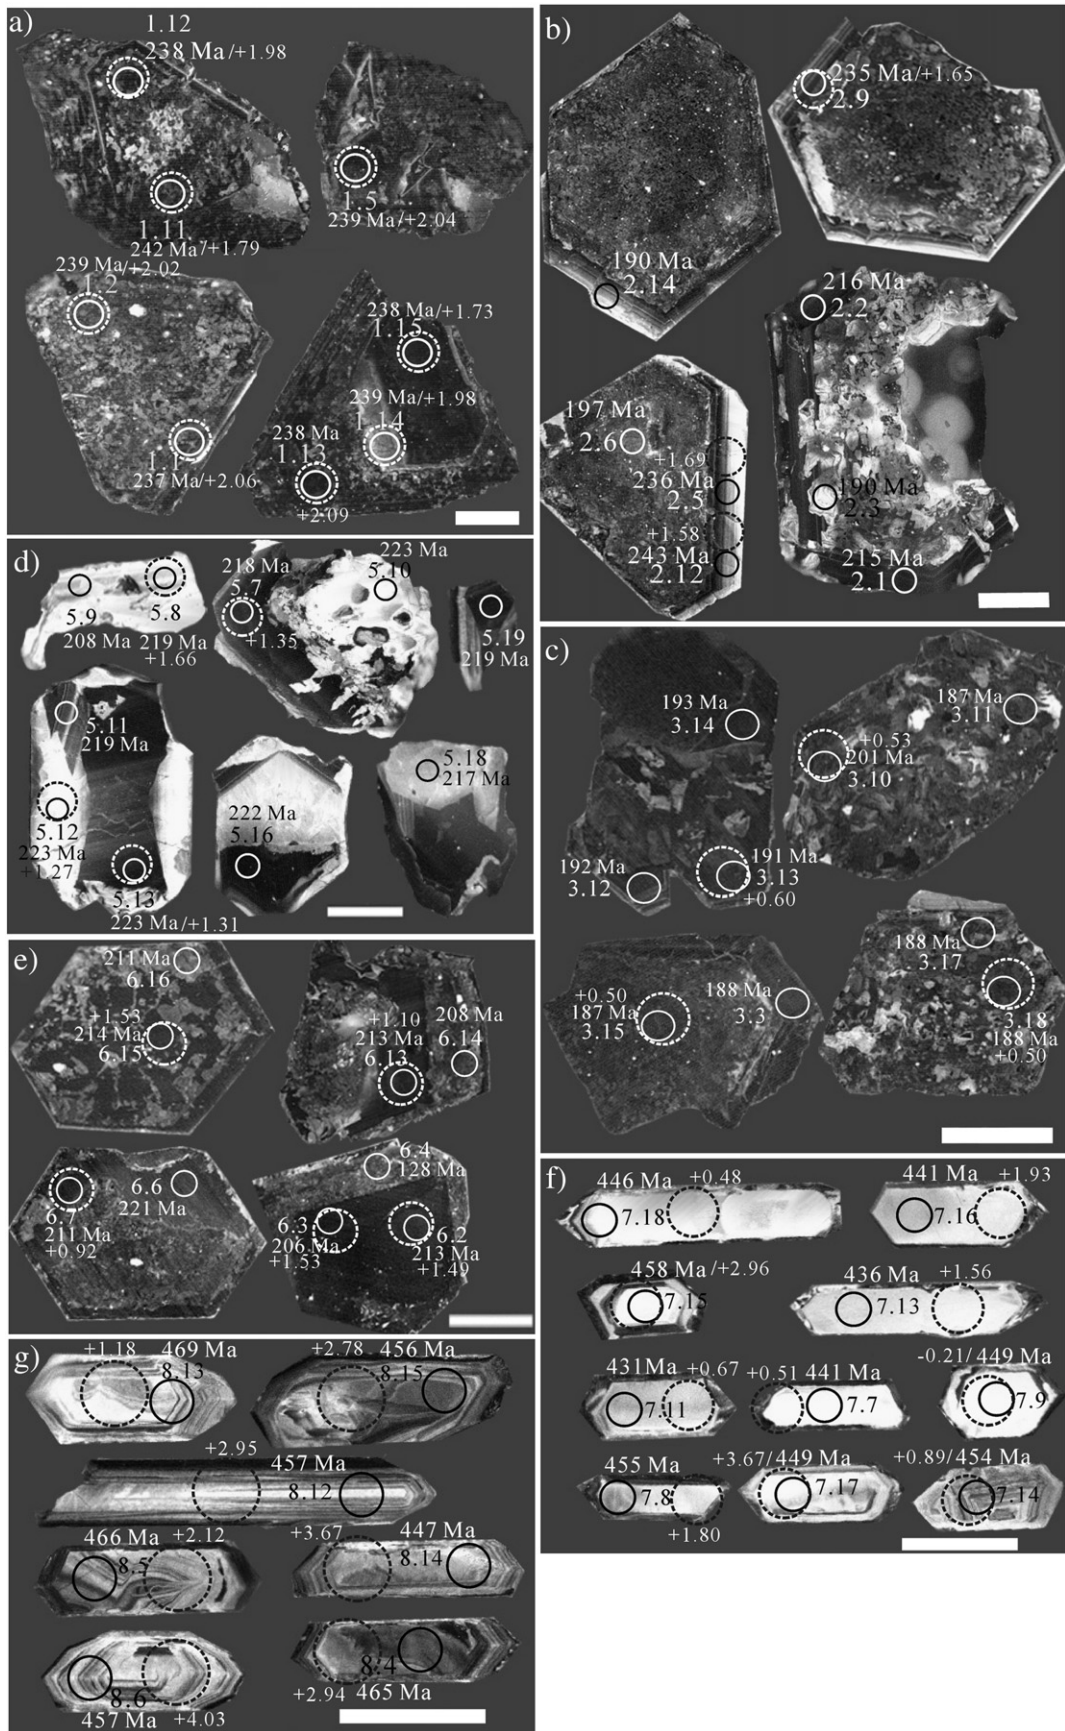 a)
1.12
238 Ma/+1.98
1.11
242 Ma/+1.79
1.5
239 Ma/+2.04
239 Ma/+2.02
1.2
1.1
237 Ma/+2.06
238 Ma/+1.73
1.15
239 Ma/+1.98
1.14
238 Ma
1.13
+2.09
b)
235 Ma/+1.65
2.9
190 Ma
2.14
216 Ma
2.2
197 Ma
2.6
+1.69
236 Ma
2.5
+1.58
243 Ma
2.12
190 Ma
2.3
215 Ma
2.1
d)
5.9
208 Ma
5.8
219 Ma
+1.66
218 Ma
5.7
+1.35
223 Ma
5.10
5.19
219 Ma
5.11
219 Ma
5.12
223 Ma
+1.27
5.13
223 Ma/+1.31
222 Ma
5.16
5.18
217 Ma
c)
193 Ma
3.14
187 Ma
3.11
+0.53
201 Ma
3.10
192 Ma
3.12
191 Ma
3.13
+0.60
+0.50
187 Ma
3.15
188 Ma
3.3
188 Ma
3.17
3.18
188 Ma
+0.50
e)
211 Ma
6.16
+1.53
214 Ma
6.15
+1.10
213 Ma
6.13
208 Ma
6.14
6.7
211 Ma
+0.92
6.6
221 Ma
6.4
128 Ma
6.3
206 Ma
+1.53
6.2
213 Ma
+1.49
f)
446 Ma
+0.48
7.18
441 Ma
+1.93
7.16
458 Ma/+2.96
7.15
436 Ma
+1.56
7.13
431Ma
+0.67
7.11
+0.51
441 Ma
7.7
-0.21/449 Ma
7.9
455 Ma
7.8
+1.80
+3.67/449 Ma
7.17
+0.89/454 Ma
7.14
g)
+1.18
469 Ma
8.13
+2.78
456 Ma
8.15
+2.95
457 Ma
8.12
466 Ma
+2.12
8.5
+3.67
447 Ma
8.14
8.6
457 Ma
+4.03
8.4
+2.94
465 Ma